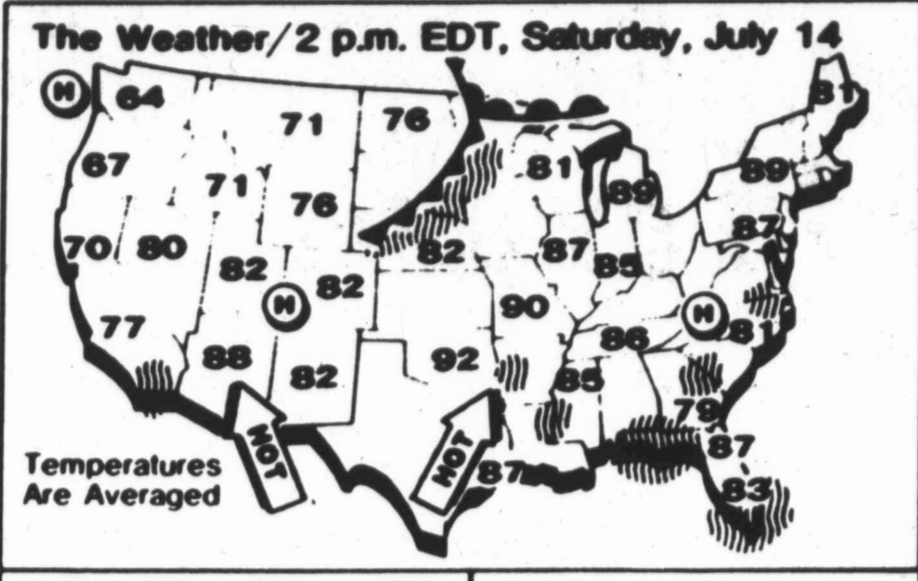 The Weather/2 p.m. EDT, Saturday, July 14
H 64 71 76 81
67 71 76 81 89 89
70 80 82 82 82 87 85 87
H 90 H
77 88 82 92 86 81
85
HOT HOT 79
87 87
83
Temperatures
Are Averaged